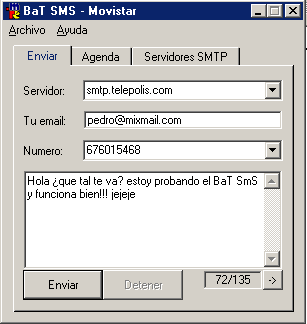 BaT SMS - Movistar
Archivo Ayuda
Enviar Agenda Servidores SMTP
Servidor: smtp.telepolis.com
Tu email: pedro@mixmail.com
Numero: 676015468
Hola ¿que tal te va? estoy probando el BaT SmS
y funciona bien!!! jejeje
Enviar Detener 72/135 ->